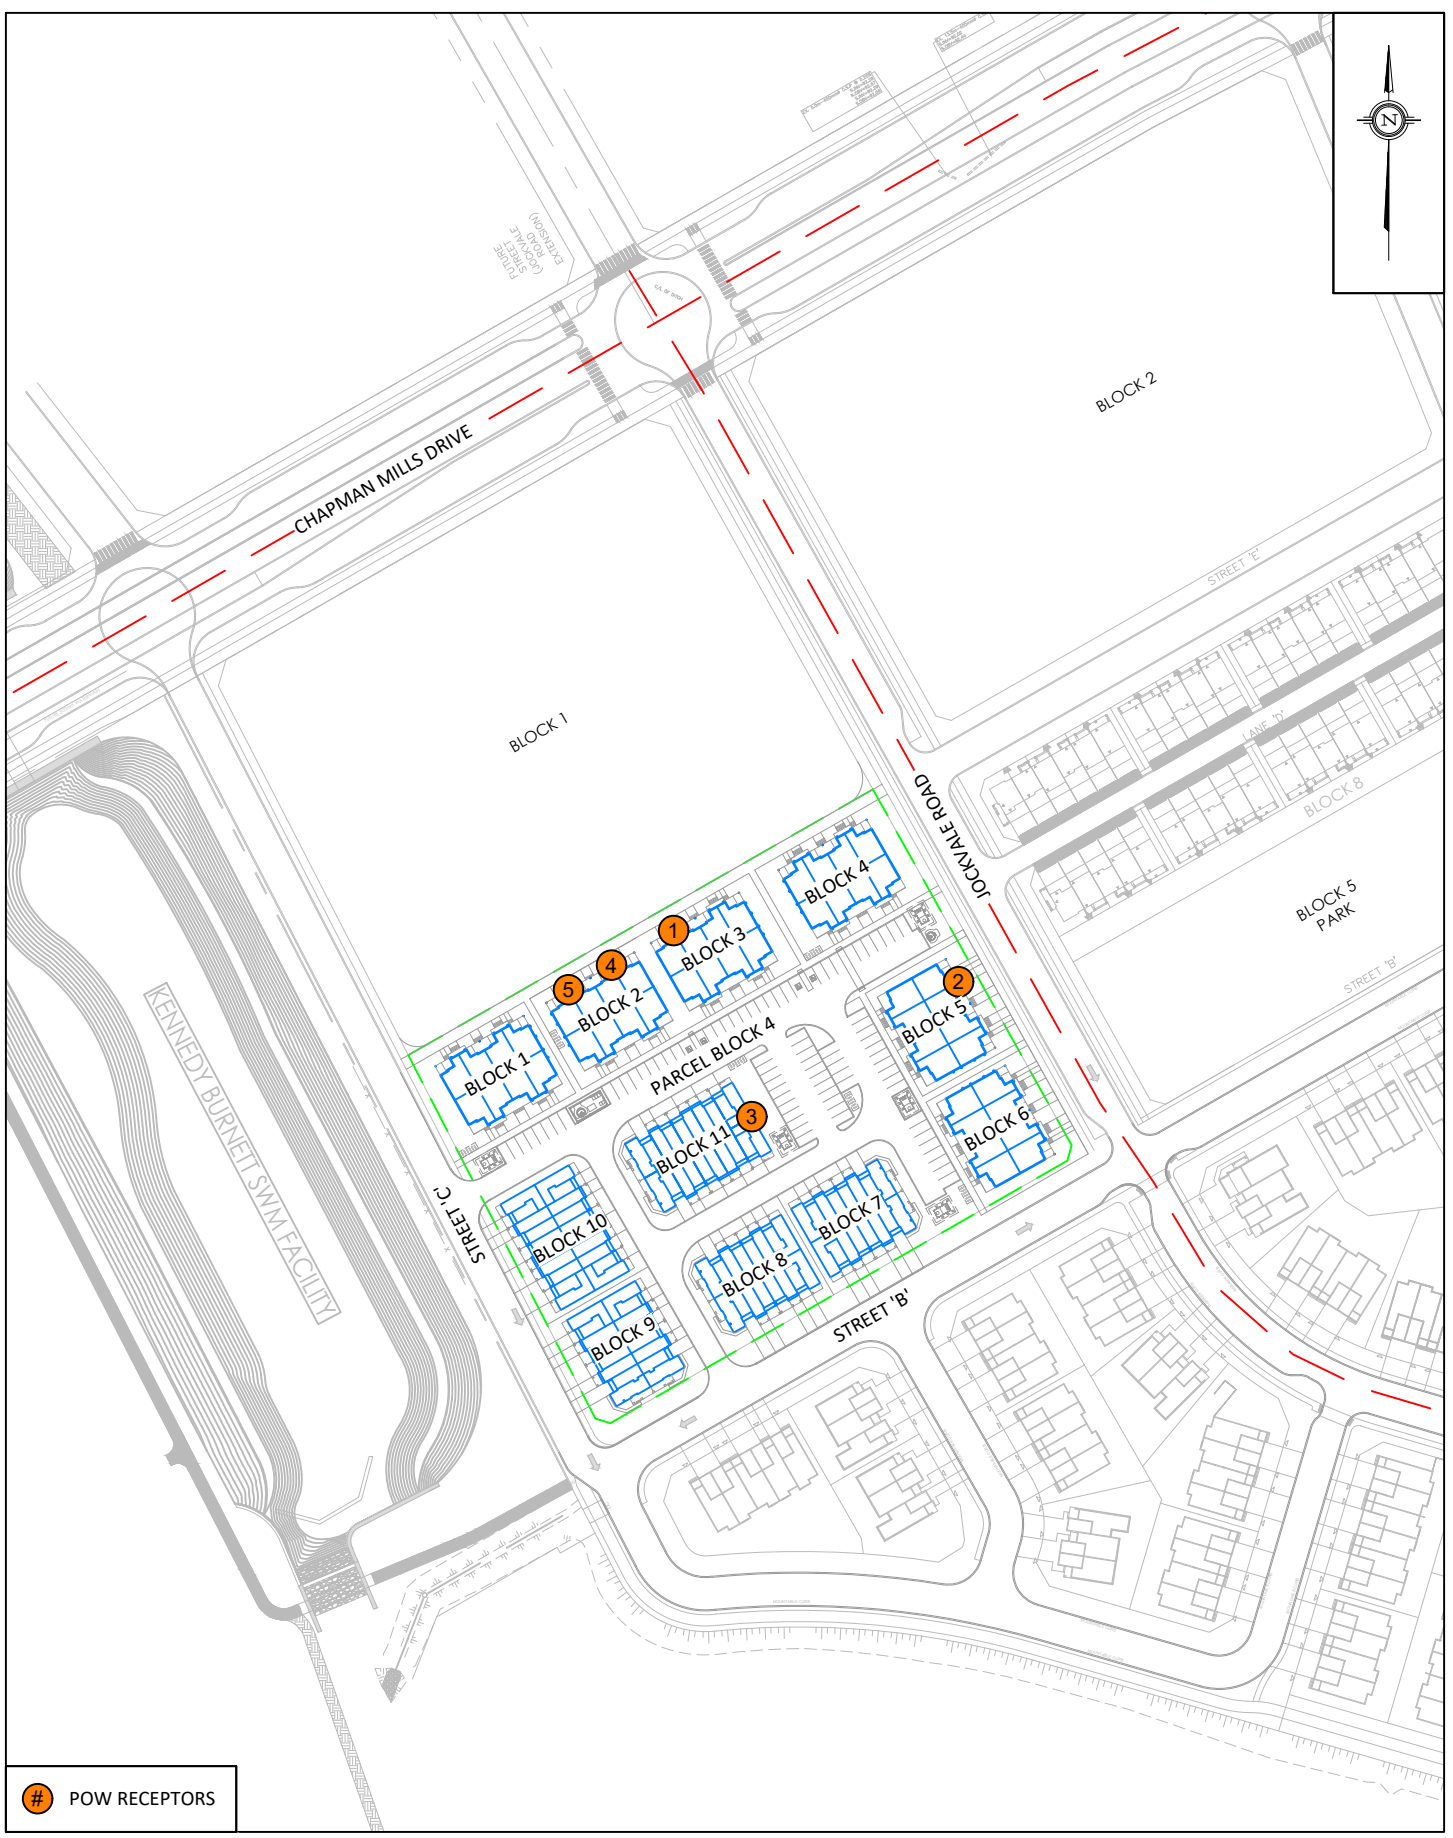 N
FUTURE
STREET
(JOCKVALE
ROAD
EXTENSION)
CHAPMAN MILLS DRIVE
BLOCK 2
STREET 'E'
BLOCK 1
LANE 'D'
BLOCK 8
JOCKVALE ROAD
BLOCK 5
PARK
STREET 'B'
BLOCK 4
1
BLOCK 3
4
5
BLOCK 2
2
BLOCK 5
BLOCK 1
PARCEL BLOCK 4
KENNEDY BURNETT SWM FACILITY
3
BLOCK 11
BLOCK 6
STREET 'C'
BLOCK 10
BLOCK 7
BLOCK 8
BLOCK 9
STREET 'B'
# POW RECEPTORS